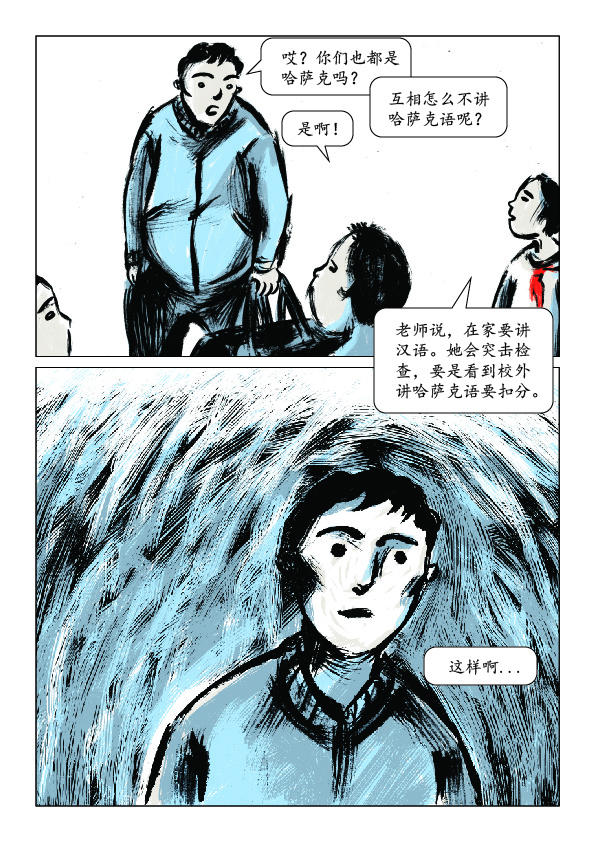 哎？你们也都是
哈萨克吗？
互相怎么不讲
哈萨克语呢？
是啊！
老师说，在家要讲
汉语。她会突击检
查，要是看到校外
讲哈萨克语要扣分。
这样啊...